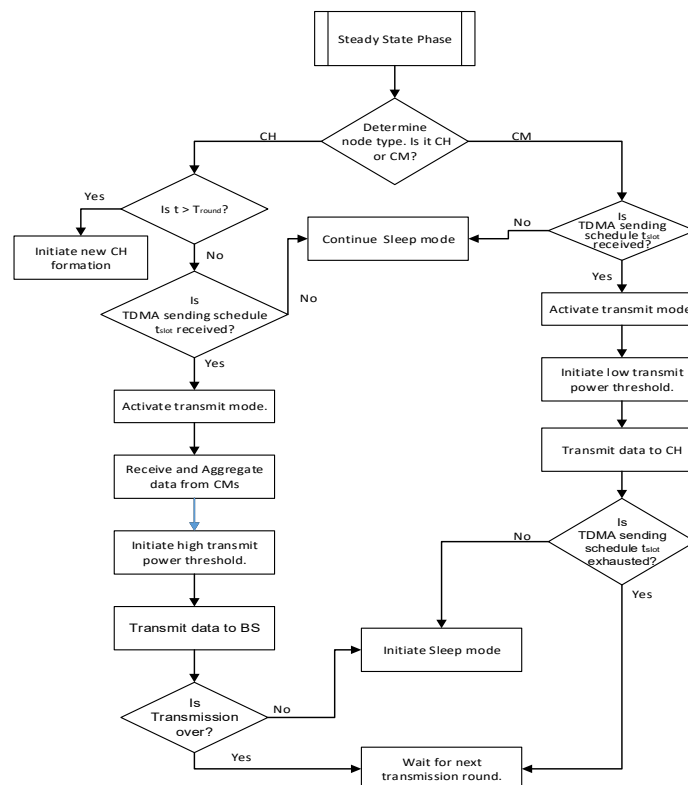 Steady State Phase
Determine
node type. Is it CH
or CM?
CH
CM
Yes
Is t > Tround?
No
Initiate new CH
formation
Continue Sleep mode
No
Is
TDMA sending
schedule tslot
received?
Yes
Is
TDMA sending schedule
tslot received?
No
Yes
Activate transmit mode
Initiate low transmit
power threshold.
Activate transmit mode.
Transmit data to CH
Receive and Aggregate
data from CMs
Is
TDMA sending
schedule tslot
exhausted?
No
Yes
Initiate high transmit
power threshold.
Transmit data to BS
Initiate Sleep mode
Is
Transmission
over?
No
Yes
Wait for next
transmission round.